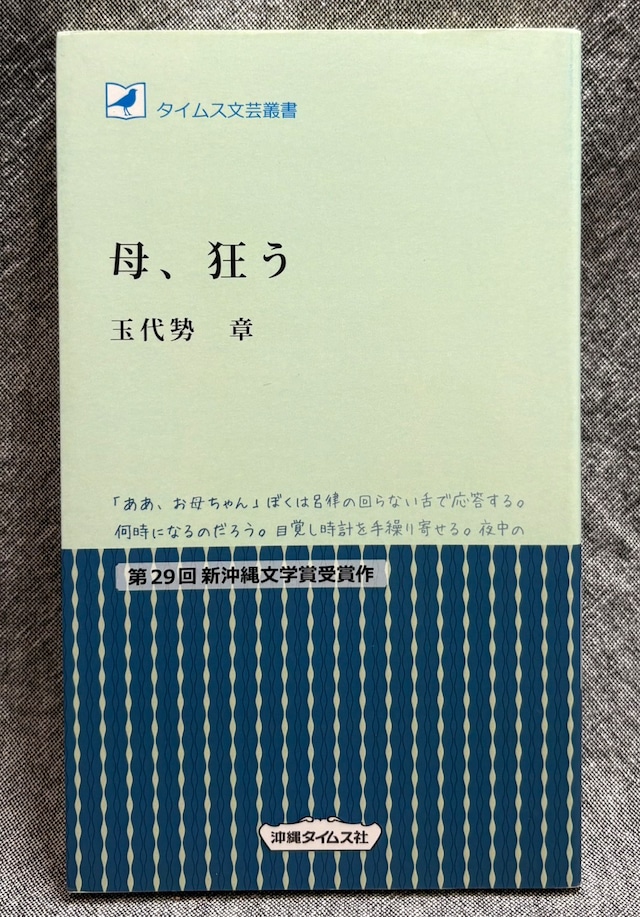 タイムス文芸叢書
母、狂う
玉代㔟　章
「ああ、お母ちゃん」ぼくは呂律の回らない舌で応答する。
何時になるのだろう。目覚し時計を手繰り寄せる。夜中の
第29回 新沖縄文学賞受賞作
沖縄タイムス社